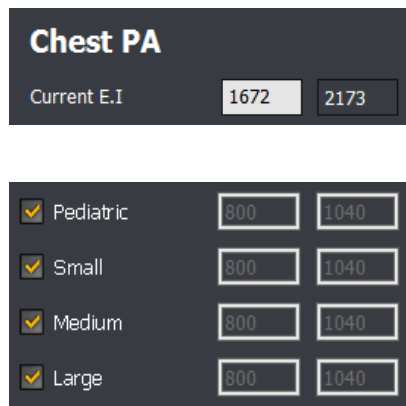 Chest PA
Current E.I 1672 2173
Pediatric 800 1040
Small 800 1040
Medium 800 1040
Large 800 1040